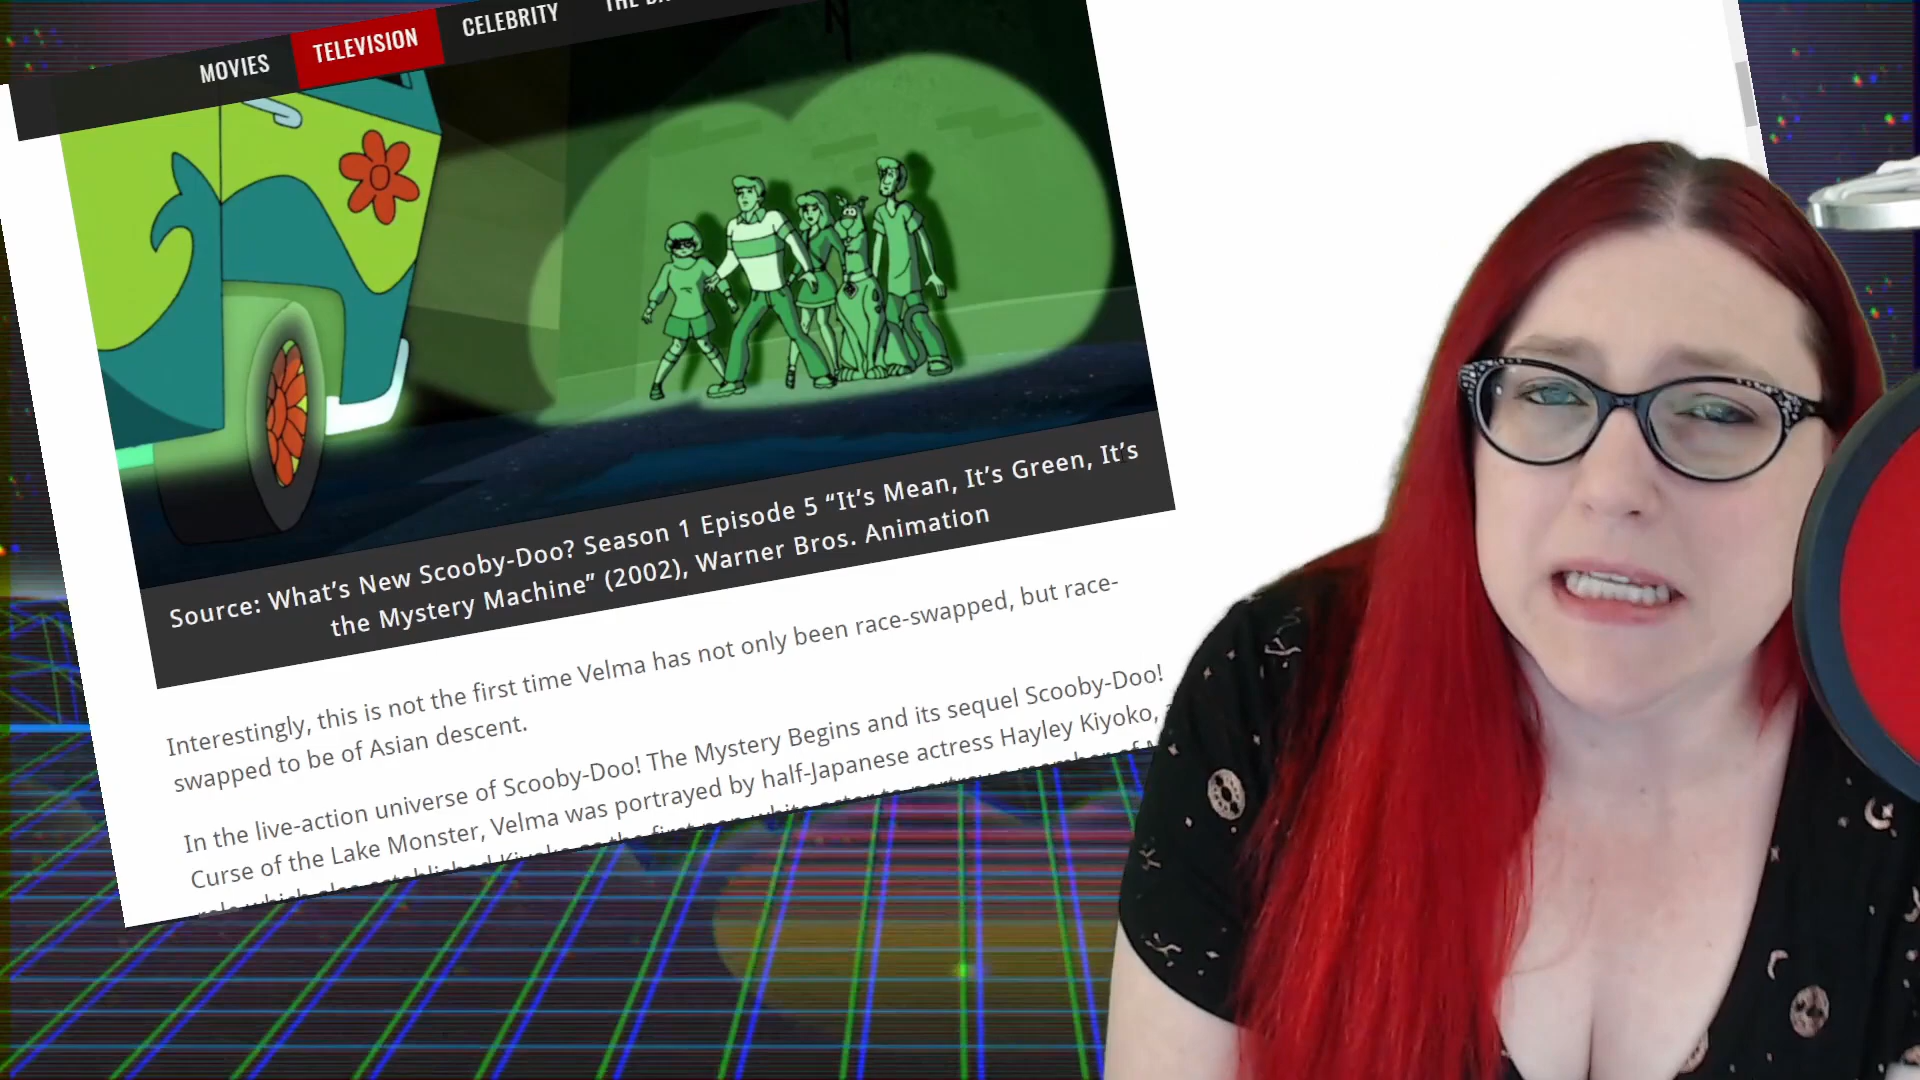 MOVIES TELEVISION CELEBRITY
Source: What's New Scooby-Doo? Season 1 Episode 5 “It's Mean, It's Green, It's
the Mystery Machine” (2002), Warner Bros. Animation
Interestingly, this is not the first time Velma has not only been race-swapped, but race-
swapped to be of Asian descent.
In the live-action universe of Scooby-Doo! The Mystery Begins and its sequel Scooby-Doo!
Curse of the Lake Monster, Velma was portrayed by half-Japanese actress Hayley Kiyoko,